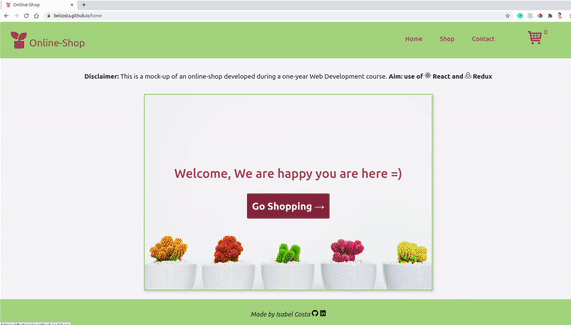 Online-Shop
belcosta.github.io/home
Online-Shop
Home
Shop
Contact
0
Disclaimer: This is a mock-up of an online-shop developed during a one-year Web Development course. Aim: use of React and Redux
Welcome, We are happy you are here =)
Go Shopping →
Made by Isabel Costa